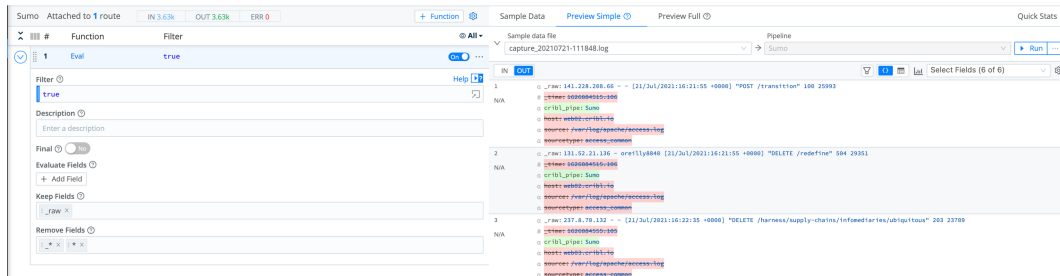 Sumo Attached to 1 route IN 3.63k OUT 3.63k ERR 0 + Function
# Function Filter All
1 Eval true On ...
Filter
Help
true
Description
Enter a description
Final No
Evaluate Fields
+ Add Field
Keep Fields
_raw ×
Remove Fields
_* × * ×
Sample Data Preview Simple Preview Full Quick Stats
Sample data file Pipeline
capture_20210721-111848.log → Sumo Run ...
IN OUT Select Fields (6 of 6)
1 α _raw: 141.228.208.66 - - [21/Jul/2021:16:21:55 +0000] "POST /transition" 100 25993
N/A # _time: 1626884515.106
α cribl_pipe: Sumo
α host: web02.cribl.io
α source: /var/log/apache/access.log
α sourcetype: access_common
2 α _raw: 131.52.21.136 - oreilly8840 [21/Jul/2021:16:21:55 +0000] "DELETE /redefine" 504 29351
N/A # _time: 1626884515.106
α cribl_pipe: Sumo
α host: web02.cribl.io
α source: /var/log/apache/access.log
α sourcetype: access_common
3 α _raw: 237.8.70.132 - - [21/Jul/2021:16:22:35 +0000] "DELETE /harness/supply-chains/infomediaries/ubiquitous" 203 23709
N/A # _time: 1626884555.105
α cribl_pipe: Sumo
α host: web03.cribl.io
α source: /var/log/apache/access.log
α sourcetype: access_common